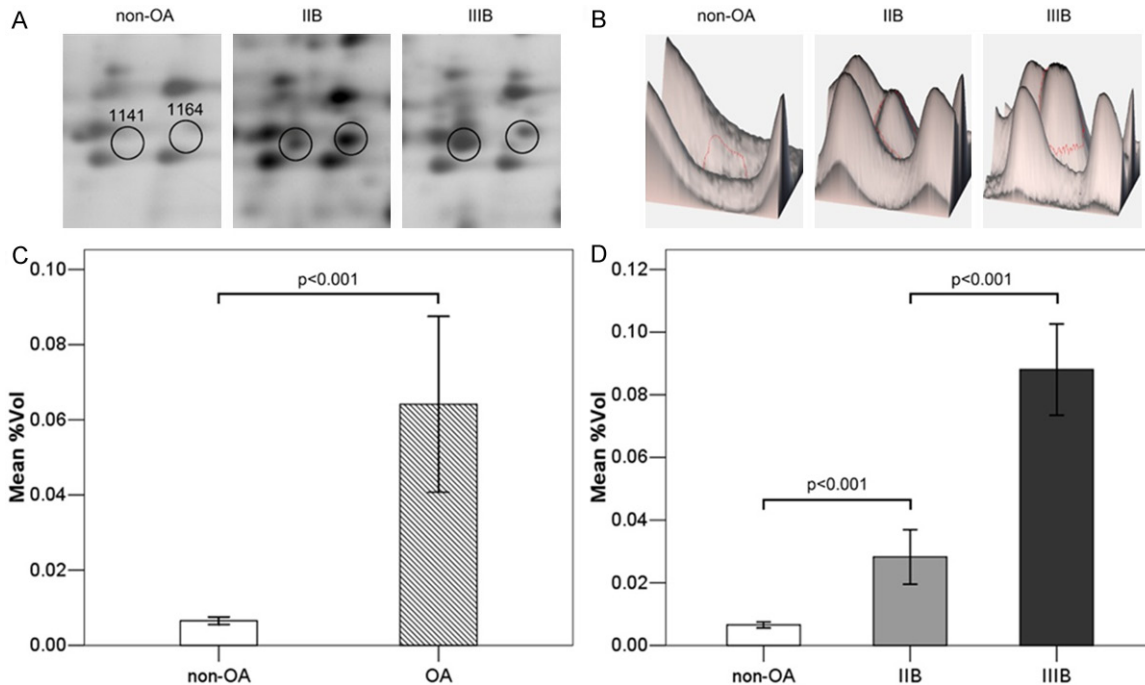 A
non-OA IIB IIIB
1141 1164
B
non-OA IIB IIIB
C
Mean %Vol
0.10
0.08
0.06
0.04
0.02
0.00
p<0.001
non-OA OA
D
Mean %Vol
0.12
0.10
0.08
0.06
0.04
0.02
0.00
p<0.001
p<0.001
non-OA IIB IIIB